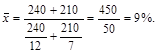 x̄ = (240 + 210) / (240/12 + 210/7) = 450/50 = 9%.